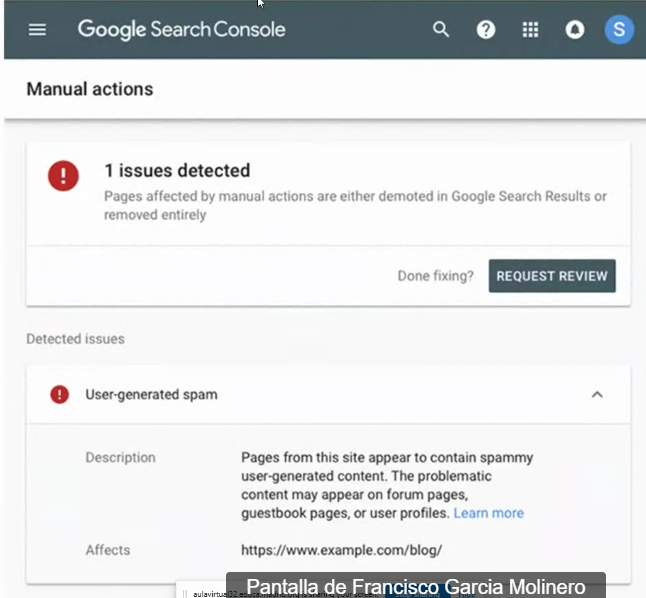 Google Search Console
S
Manual actions
1 issues detected
Pages affected by manual actions are either demoted in Google Search Results or
removed entirely
Done fixing? REQUEST REVIEW
Detected issues
User-generated spam
Description Pages from this site appear to contain spammy
user-generated content. The problematic
content may appear on forum pages,
guestbook pages, or user profiles. Learn more
Affects https://www.example.com/blog/
Pantalla de Francisco Garcia Molinero